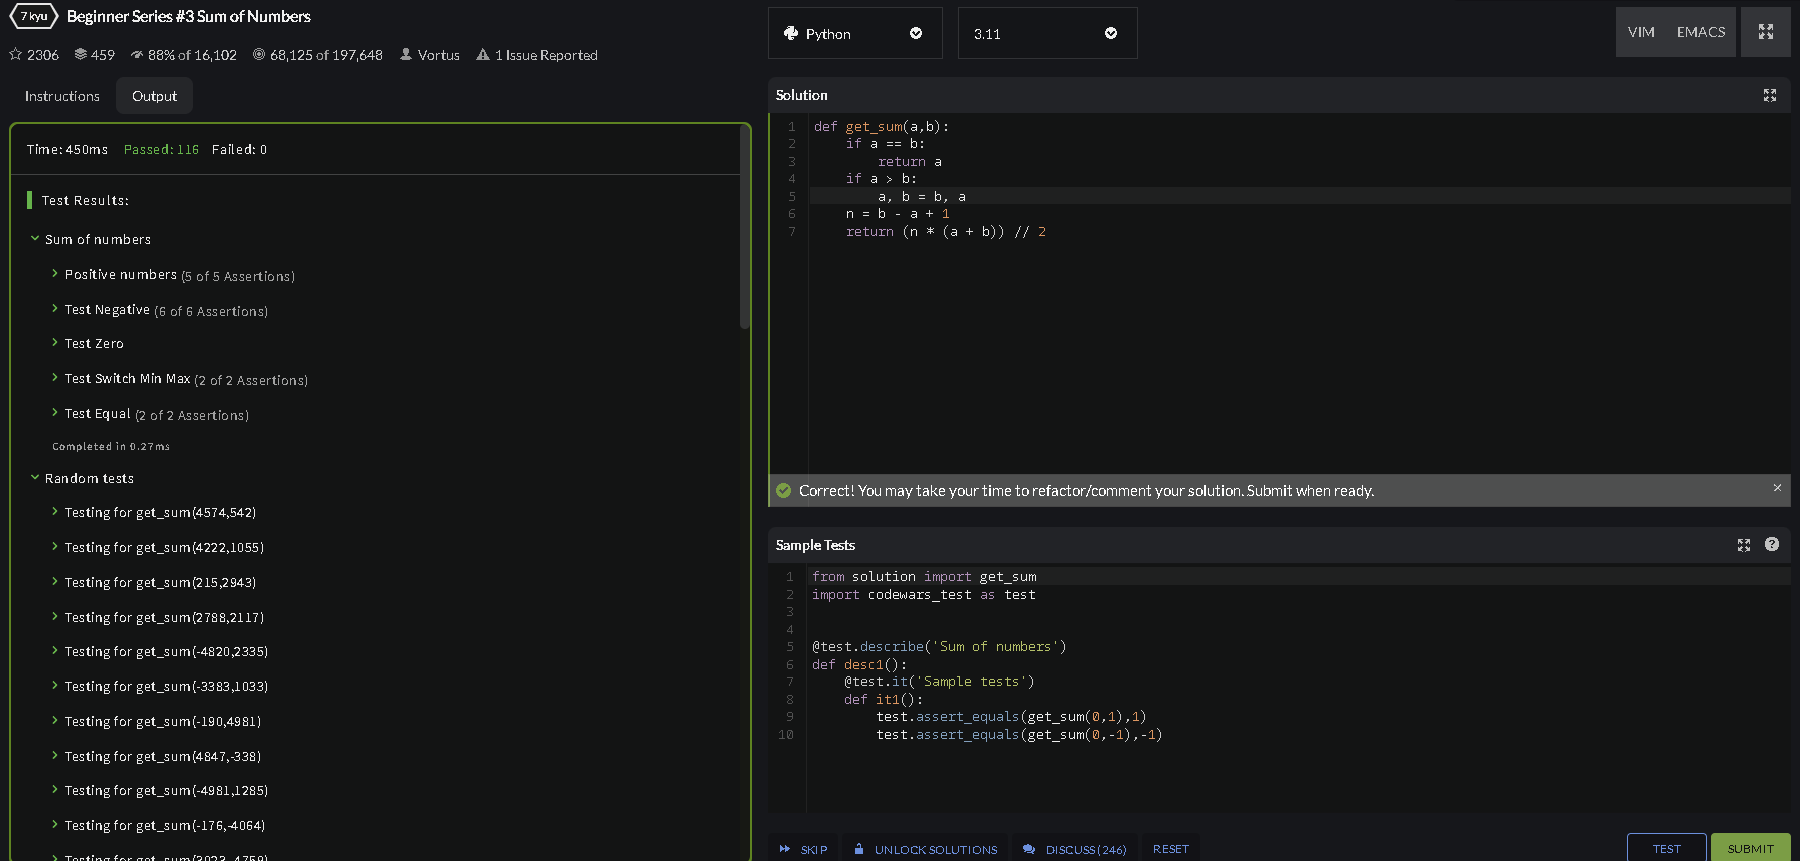 7 kyu Beginner Series #3 Sum of Numbers
2306 459 88% of 16,102 68,125 of 197,648 Vortus 1 Issue Reported
Instructions Output
Time: 450ms Passed: 116 Failed: 0
Test Results:
Sum of numbers
Positive numbers (5 of 5 Assertions)
Test Negative (6 of 6 Assertions)
Test Zero
Test Switch Min Max (2 of 2 Assertions)
Test Equal (2 of 2 Assertions)
Completed in 0.27ms
Random tests
Testing for get_sum(4574,542)
Testing for get_sum(4222,1055)
Testing for get_sum(215,2943)
Testing for get_sum(2788,2117)
Testing for get_sum(-4820,2335)
Testing for get_sum(-3383,1033)
Testing for get_sum(-190,4981)
Testing for get_sum(4847,-338)
Testing for get_sum(-4981,1285)
Testing for get_sum(-176,-4064)
Python 3.11 VIM EMACS
Solution
1 def get_sum(a,b):
2 if a == b:
3 return a
4 if a > b:
5 a, b = b, a
6 n = b - a + 1
7 return (n * (a + b)) // 2
Correct! You may take your time to refactor/comment your solution. Submit when ready. ×
Sample Tests ?
1 from solution import get_sum
2 import codewars_test as test
3
4
5 @test.describe('Sum of numbers')
6 def desc1():
7 @test.it('Sample tests')
8 def it1():
9 test.assert_equals(get_sum(0,1),1)
10 test.assert_equals(get_sum(0,-1),-1)
SKIP UNLOCK SOLUTIONS DISCUSS (246) RESET TEST SUBMIT